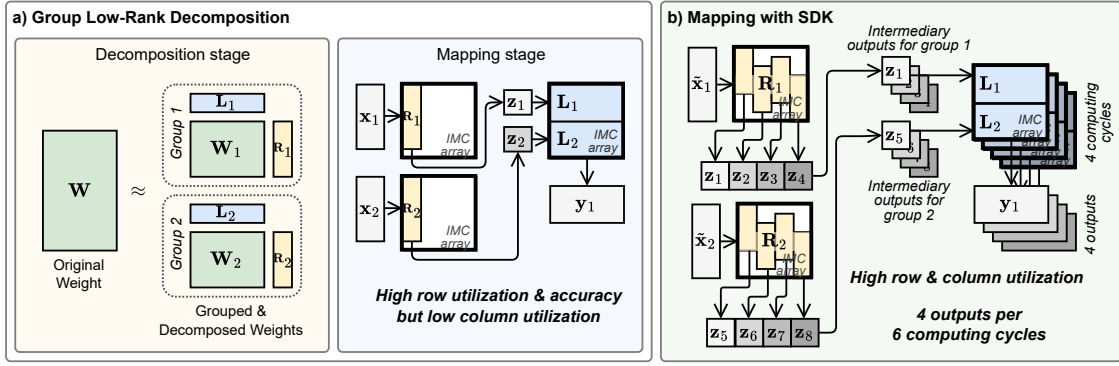 a) Group Low-Rank Decomposition
Decomposition stage
W
≈
Original
Weight
Group 1
L1
W1
R1
Group 2
L2
W2
R2
Grouped &
Decomposed Weights
Mapping stage
x1
R1
IMC
array
z1
z2
L1
L2
IMC
array
x2
R2
IMC
array
y1
High row utilization & accuracy
but low column utilization
b) Mapping with SDK
x̃1
R1
IMC
array
z1 z2 z3 z4
x̃2
R2
IMC
array
z5 z6 z7 z8
Intermediary
outputs for group 1
z1
z5
Intermediary
outputs for
group 2
L1
L2
IMC
array
4 computing
cycles
y1
4 outputs
High row & column utilization
4 outputs per
6 computing cycles